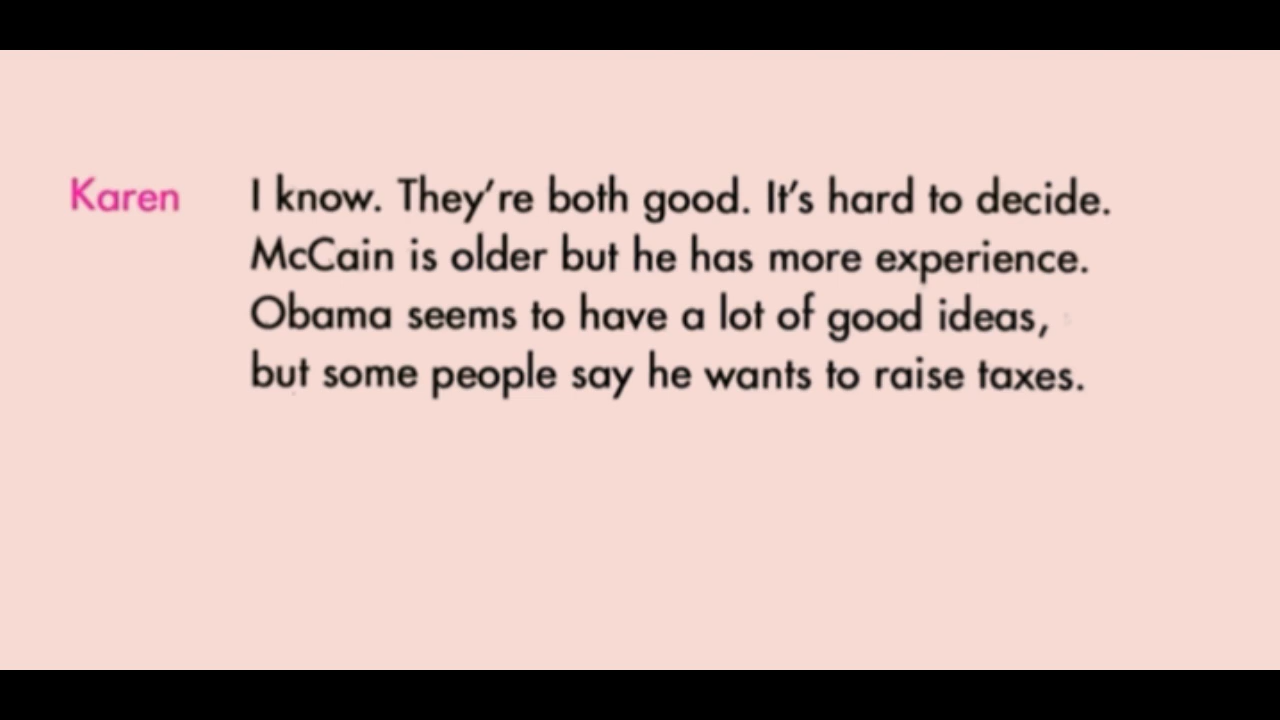 Karen I know. They're both good. It's hard to decide.
McCain is older but he has more experience.
Obama seems to have a lot of good ideas,
but some people say he wants to raise taxes.